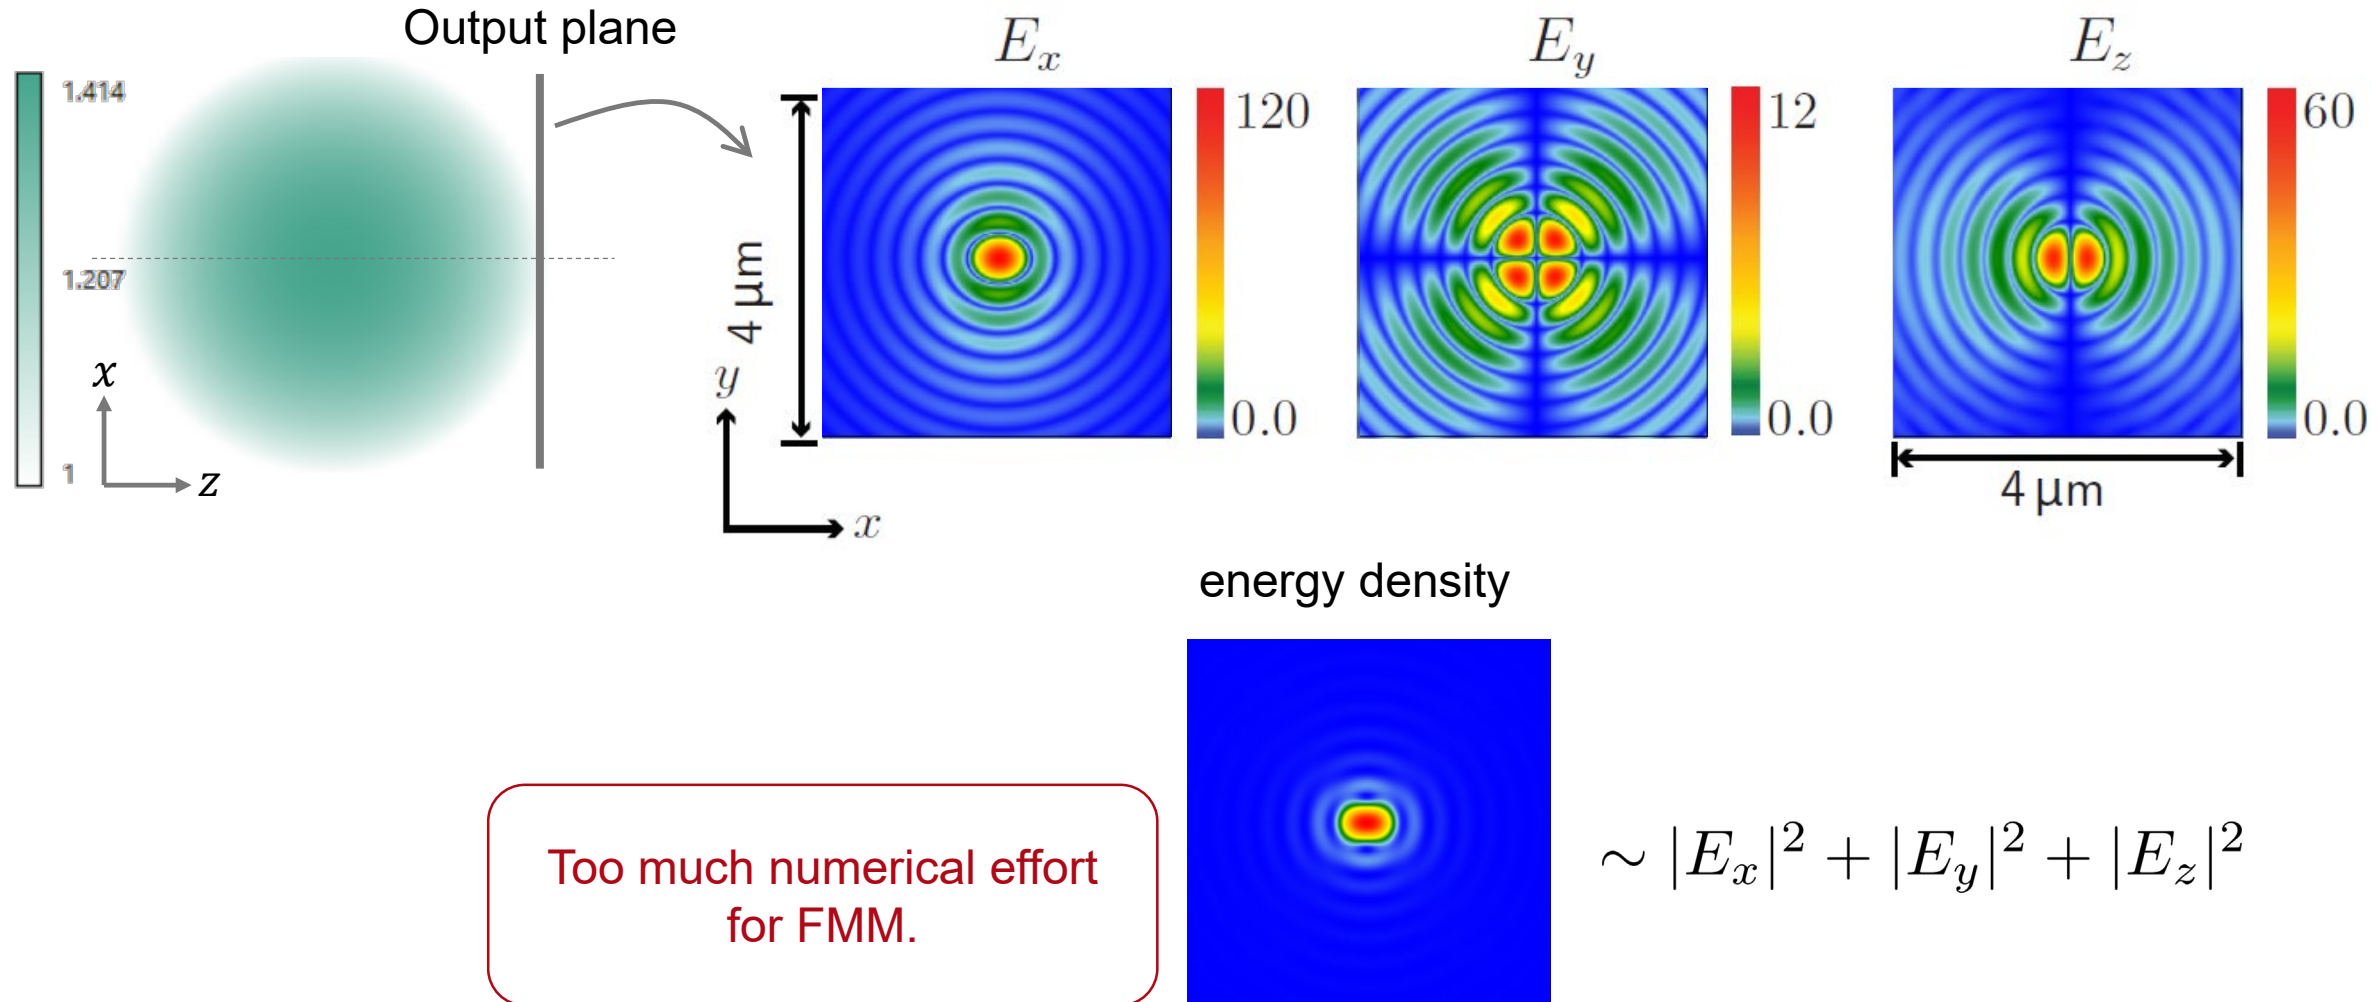 Output plane
1.414
1.207
1
x
z
4 µm
y
x
E_x
120
0.0
E_y
12
0.0
E_z
60
0.0
4 µm
energy density
Too much numerical effort
for FMM.
∼ |E_x|² + |E_y|² + |E_z|²